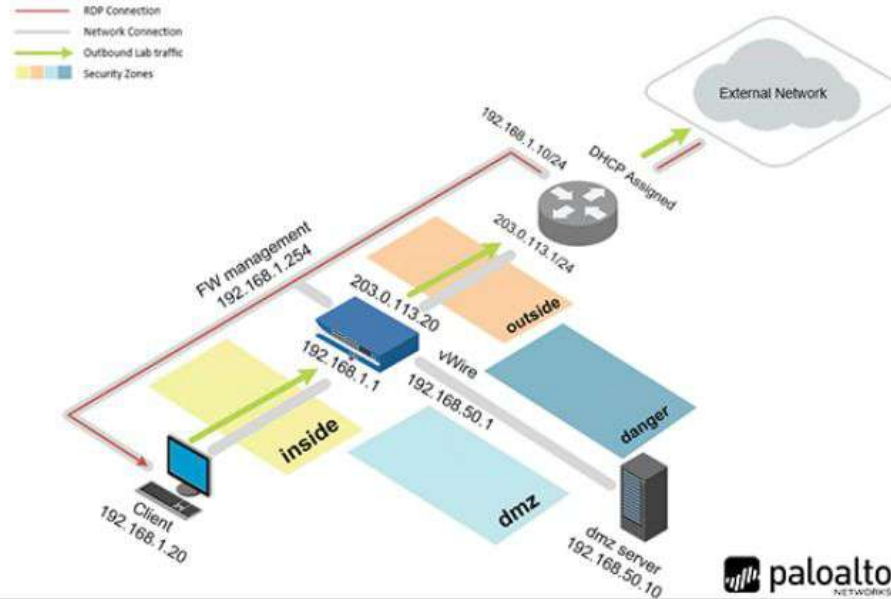 RDP Connection
Network Connection
Outbound Lab traffic
Security Zones
External Network
192.168.1.10/24
DHCP Assigned
203.0.113.1/24
FW management
192.168.1.254
203.0.113.20
outside
192.168.1.1
vWire
192.168.50.1
danger
inside
dmz
Client
192.168.1.20
dmz server
192.168.50.10
paloalto
NETWORKS